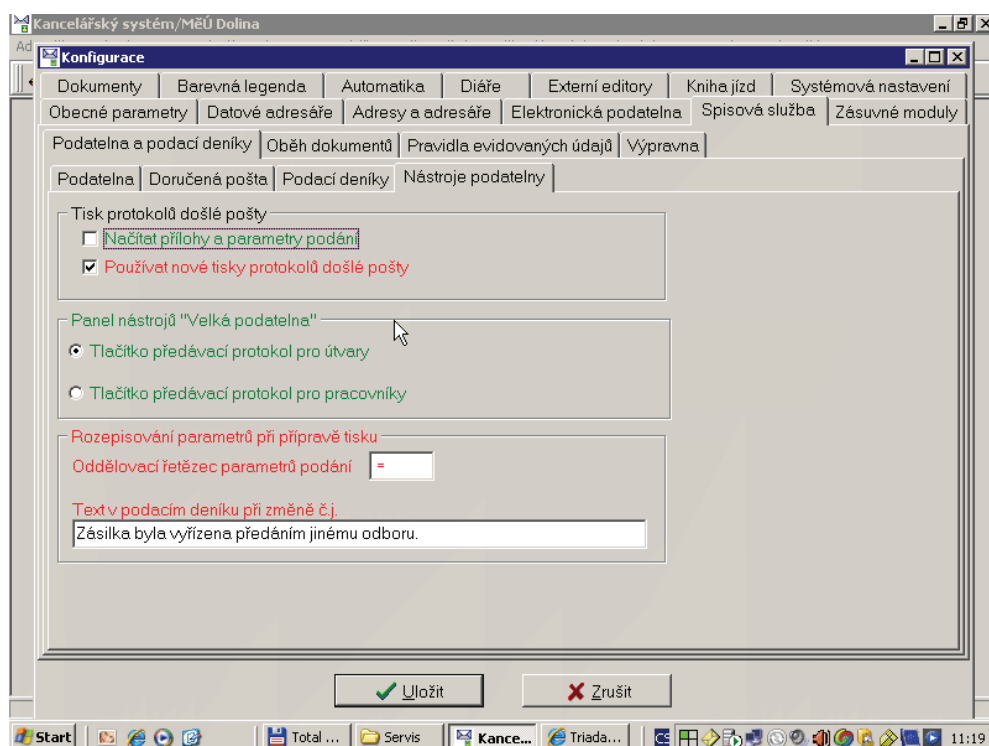 Kancelářský systém/MěÚ Dolina
Konfigurace
Dokumenty Barevná legenda Automatika Diáře Externí editory Kniha jízd Systémová nastavení
Obecné parametry Datové adresáře Adresy a adresáře Elektronická podatelna Spisová služba Zásuvné moduly
Podatelna a podací deníky Oběh dokumentů Pravidla evidovaných údajů Výpravna
Podatelna Doručená pošta Podací deníky Nástroje podatelny
Tisk protokolů došlé pošty
Načítat přílohy a parametry podání
Používat nové tisky protokolů došlé pošty
Panel nástrojů "Velká podatelna"
Tlačítko předávací protokol pro útvary
Tlačítko předávací protokol pro pracovníky
Rozepisování parametrů při přípravě tisku
Oddělovací řetězec parametrů podání =
Text v podacím deníku při změně č.j.
Zásilka byla vyřízena předáním jinému odboru.
Uložit Zrušit
Start Total ... Servis Kance... Triada... CS 11:19